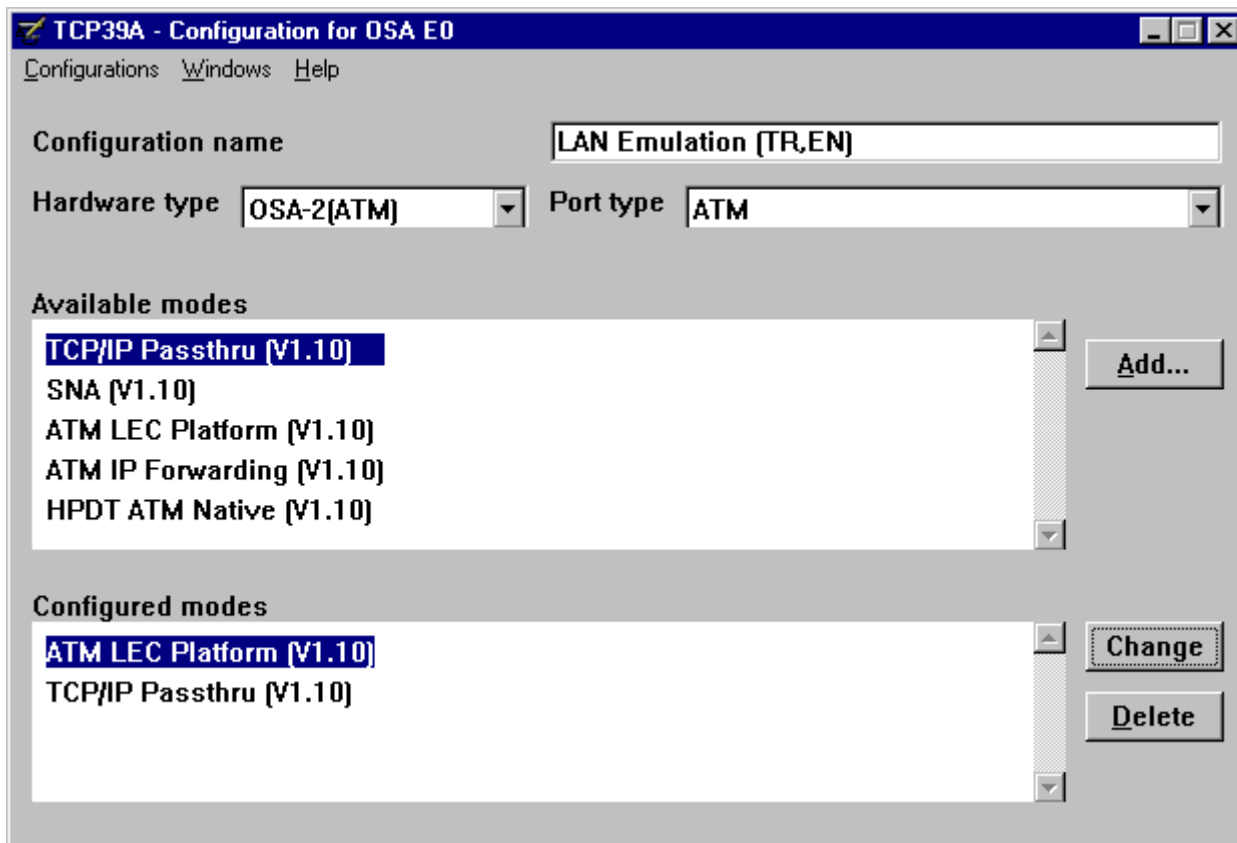 TCP39A - Configuration for OSA E0
Configurations Windows Help
Configuration name LAN Emulation (TR,EN)
Hardware type OSA-2(ATM) Port type ATM
Available modes
TCP/IP Passthru (V1.10)
Add...
SNA (V1.10)
ATM LEC Platform (V1.10)
ATM IP Forwarding (V1.10)
HPDT ATM Native (V1.10)
Configured modes
ATM LEC Platform (V1.10)
Change
TCP/IP Passthru (V1.10)
Delete